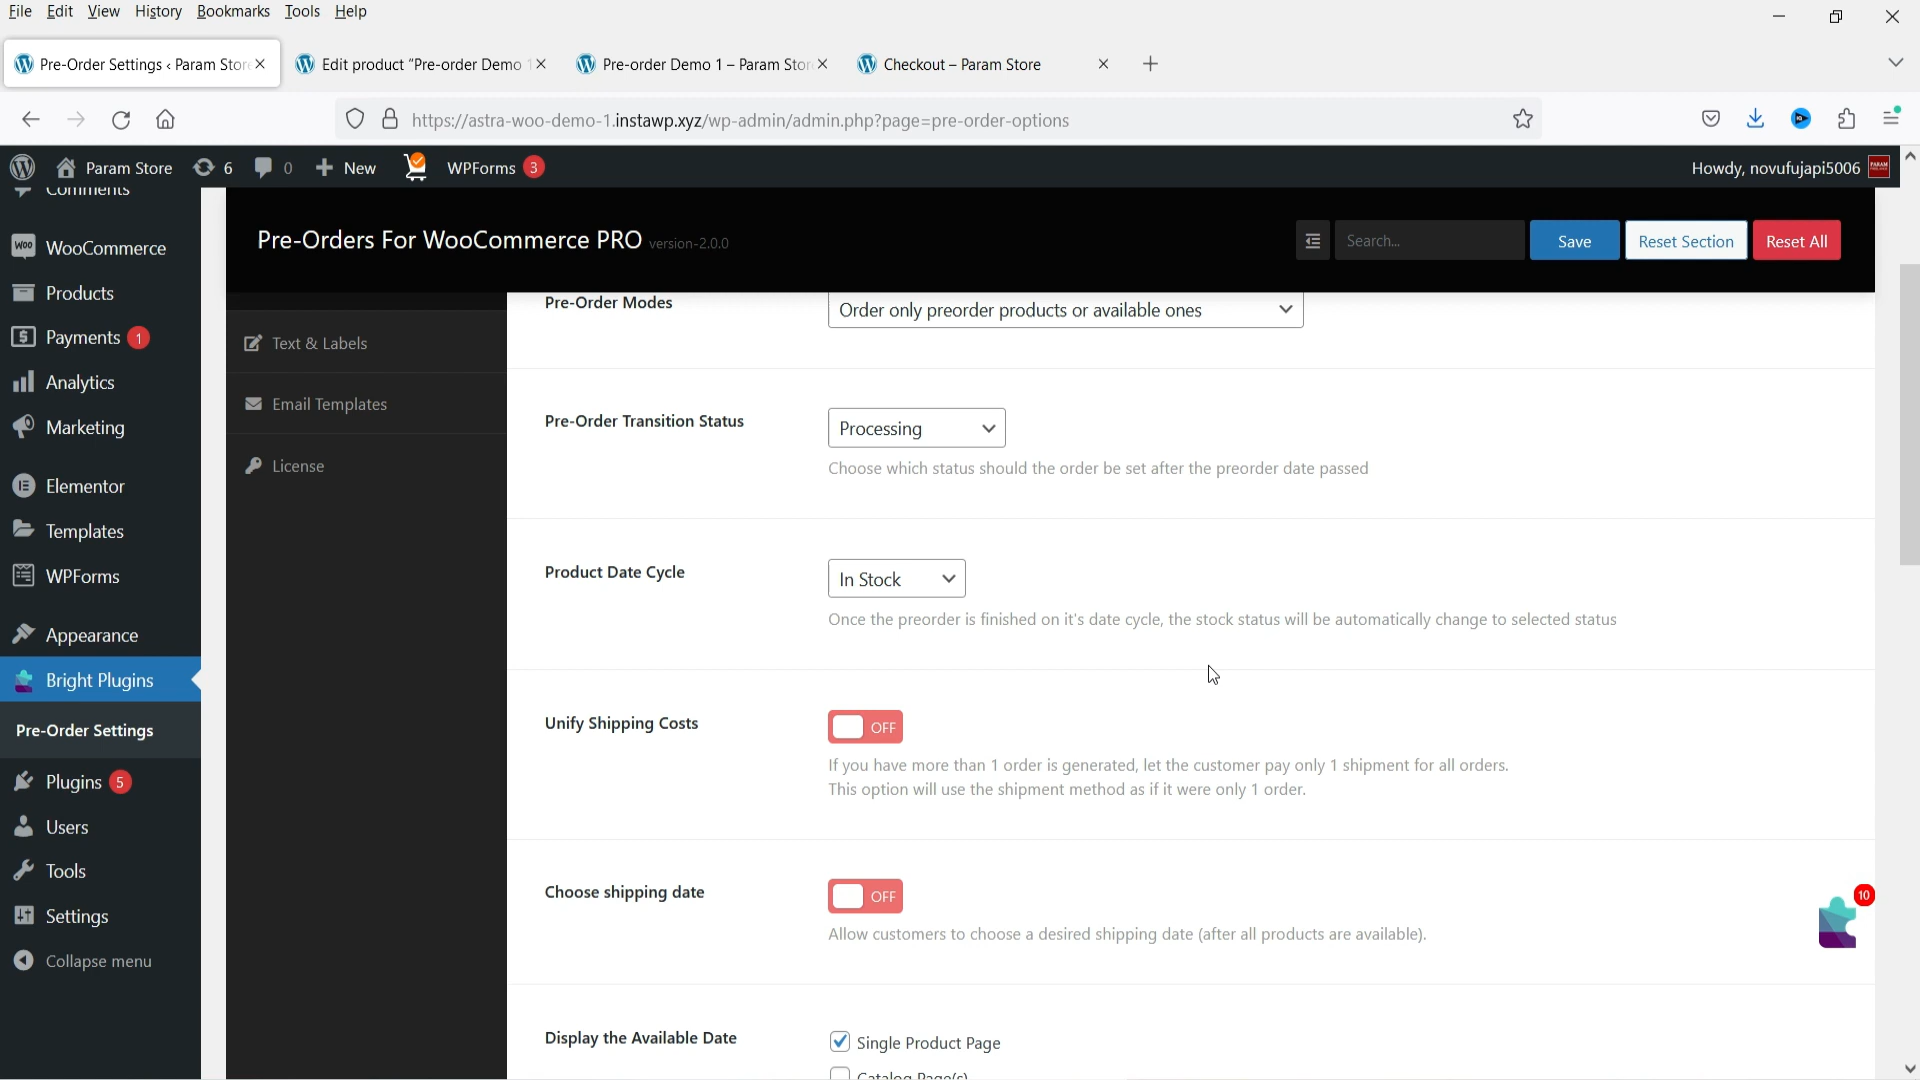 File Edit View History Bookmarks Tools Help
Pre-Order Settings ‹ Param Store
Edit product “Pre-order Demo 1
Pre-order Demo 1 – Param Stor
Checkout – Param Store
https://astra-woo-demo-1.instawp.xyz/wp-admin/admin.php?page=pre-order-options
Param Store 6 0 New WPForms 3
Howdy, novufujapi5006
Comments
WooCommerce
Products
Payments 1
Analytics
Marketing
Elementor
Templates
WPForms
Appearance
Bright Plugins
Pre-Order Settings
Plugins 5
Users
Tools
Settings
Collapse menu
Pre-Orders For WooCommerce PRO version-2.0.0
Search...
Save
Reset Section
Reset All
Text & Labels
Email Templates
License
Pre-Order Modes
Order only preorder products or available ones
Pre-Order Transition Status
Processing
Choose which status should the order be set after the preorder date passed
Product Date Cycle
In Stock
Once the preorder is finished on it's date cycle, the stock status will be automatically change to selected status
Unify Shipping Costs
OFF
If you have more than 1 order is generated, let the customer pay only 1 shipment for all orders.
This option will use the shipment method as if it were only 1 order.
Choose shipping date
OFF
Allow customers to choose a desired shipping date (after all products are available).
10
Display the Available Date
Single Product Page
Catalog Page(s)